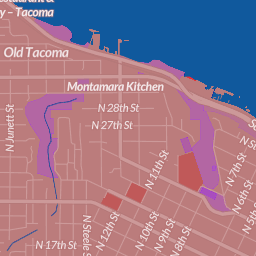 y – Tacoma
Old Tacoma
Montamara Kitchen
N 28th St
N 27th St
N Junett St
N 11th St
N 7th St
N 6th St
N 5th St
N Steele S
N 12th St
N 10th St
N 9th St
N 8th St
N 17th St